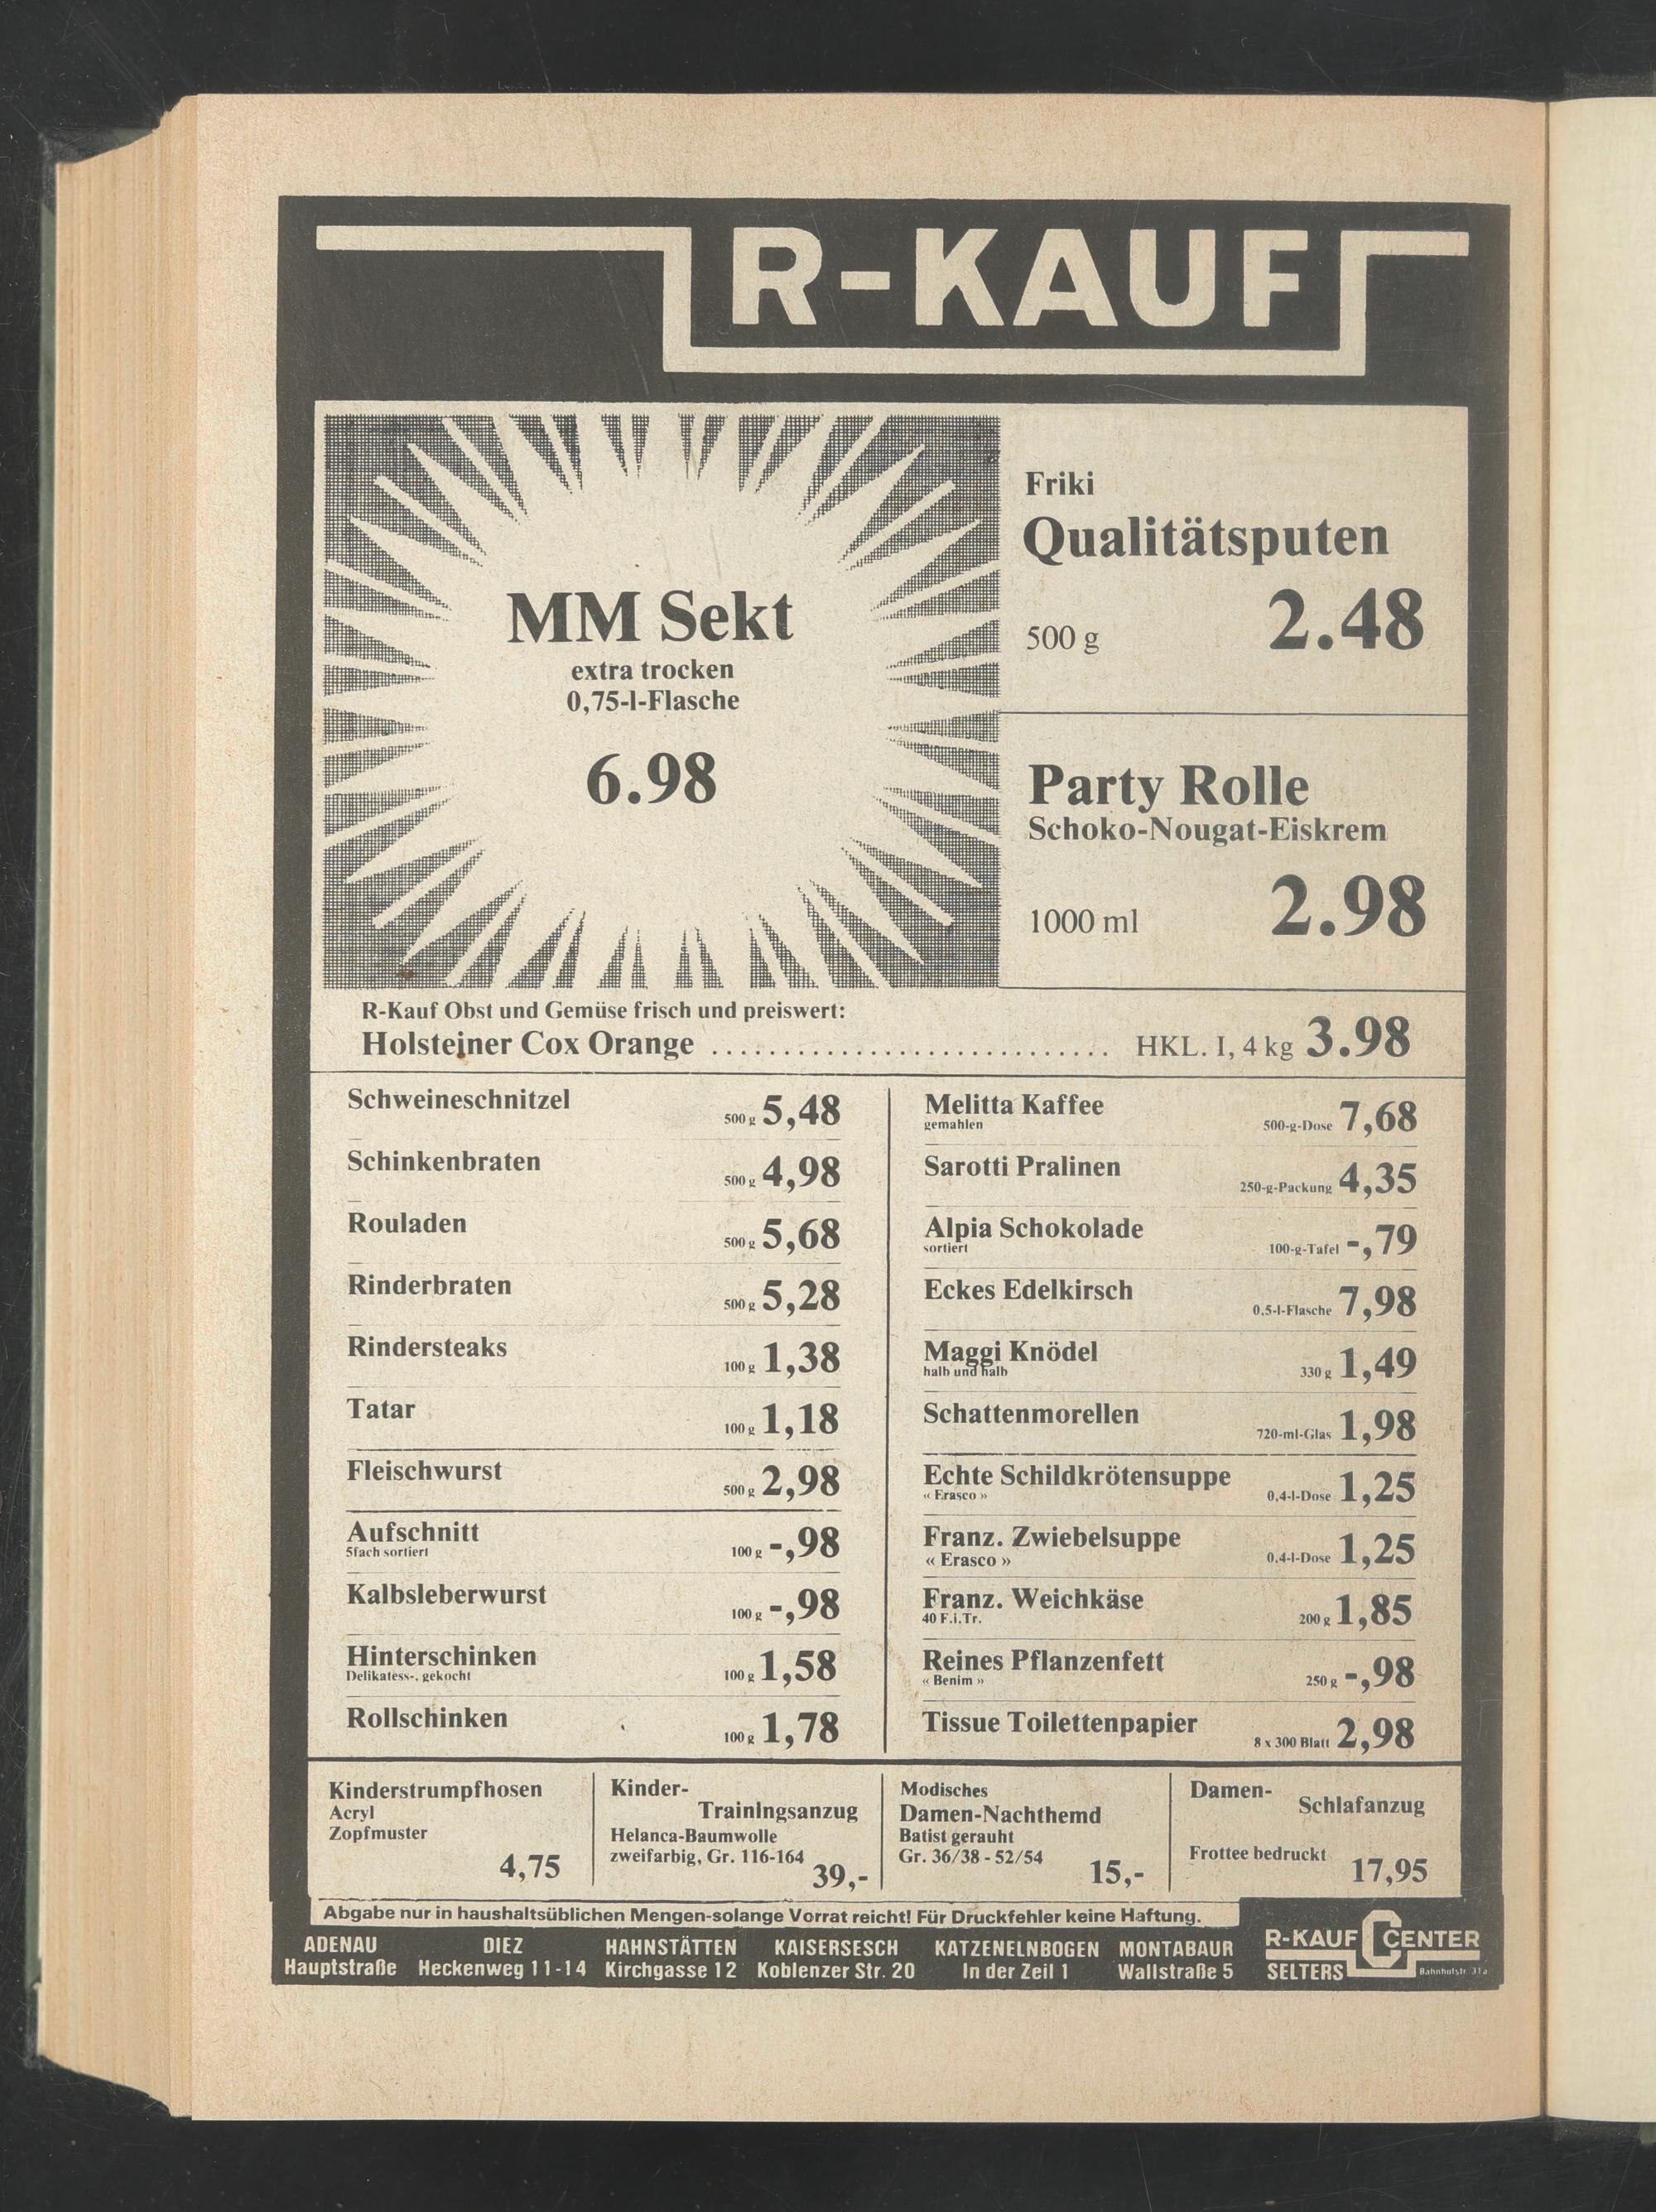 R-KAUF
MM Sekt
extra trocken
0,75-l-Flasche
6.98
Friki
Qualitätsputen
500 g 2.48
Party Rolle
Schoko-Nougat-Eiskrem
1000 ml 2.98
R-Kauf Obst und Gemüse frisch und preiswert:
Holsteiner Cox Orange ............................ HKL. I, 4 kg 3.98
Schweineschnitzel
500 g 5,48
Schinkenbraten
500 g 4,98
Rouladen
500 g 5,68
Rinderbraten
500 g 5,28
Rindersteaks
100 g 1,38
Tatar
100 g 1,18
Fleischwurst
500 g 2,98
Aufschnitt
5fach sortiert 100 g -,98
Kalbsleberwurst
100 g -,98
Hinterschinken
Delikatess-, gekocht 100 g 1,58
Rollschinken
100 g 1,78
Melitta Kaffee
gemahlen 500-g-Dose 7,68
Sarotti Pralinen
250-g-Packung 4,35
Alpia Schokolade
sortiert 100-g-Tafel -,79
Eckes Edelkirsch
0,5-l-Flasche 7,98
Maggi Knödel
halb und halb 330 g 1,49
Schattenmorellen
720-ml-Glas 1,98
Echte Schildkrötensuppe
« Erasco » 0,4-l-Dose 1,25
Franz. Zwiebelsuppe
« Erasco » 0,4-l-Dose 1,25
Franz. Weichkäse
40 F.i.Tr. 200 g 1,85
Reines Pflanzenfett
« Benim » 250 g -,98
Tissue Toilettenpapier
8 x 300 Blatt 2,98
Kinderstrumpfhosen
Acryl
Zopfmuster
4,75
Kinder-
TrainIngsanzug
Helanca-Baumwolle
zweifarbig, Gr. 116-164
39,-
Modisches
Damen-Nachthemd
Batist gerauht
Gr. 36/38 - 52/54
15,-
Damen-
Schlafanzug
Frottee bedruckt
17,95
Abgabe nur in haushaltsüblichen Mengen-solange Vorrat reicht! Für Druckfehler keine Haftung.
ADENAU
Hauptstraße
DIEZ
Heckenweg 11-14
HAHNSTÄTTEN
Kirchgasse 12
KAISERSESCH
Koblenzer Str. 20
KATZENELNBOGEN
In der Zeil 1
MONTABAUR
Wallstraße 5
R-KAUF CENTER
SELTERS Bahnhofstr. 31a